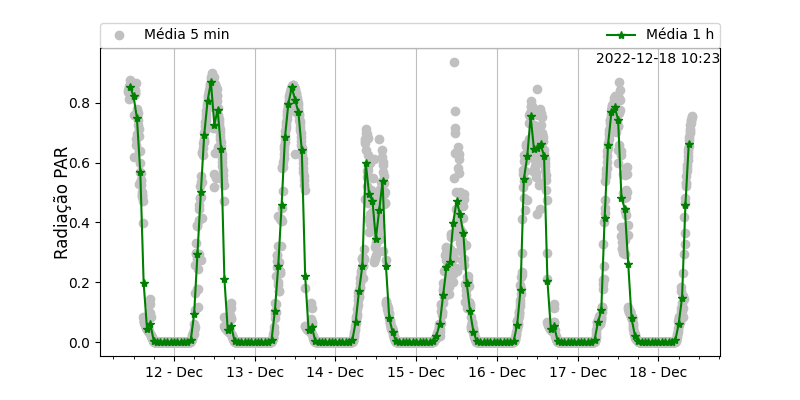 Média 5 min
Média 1 h
2022-12-18 10:23
Radiação PAR
0.8
0.6
0.4
0.2
0.0
12 - Dec
13 - Dec
14 - Dec
15 - Dec
16 - Dec
17 - Dec
18 - Dec